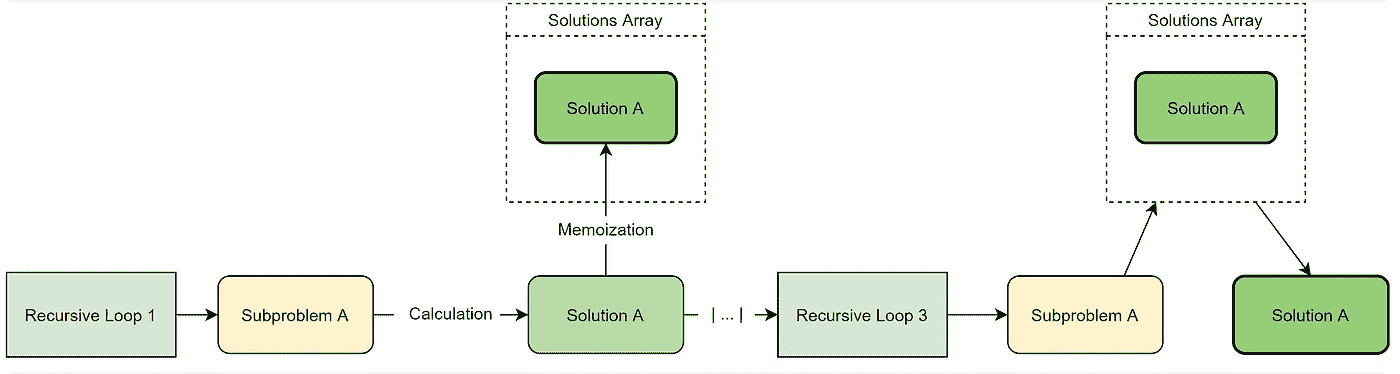 Solutions Array
Solutions Array
Solution A
Solution A
Memoization
Recursive Loop 1
Subproblem A
Calculation
Solution A
| ... |
Recursive Loop 3
Subproblem A
Solution A